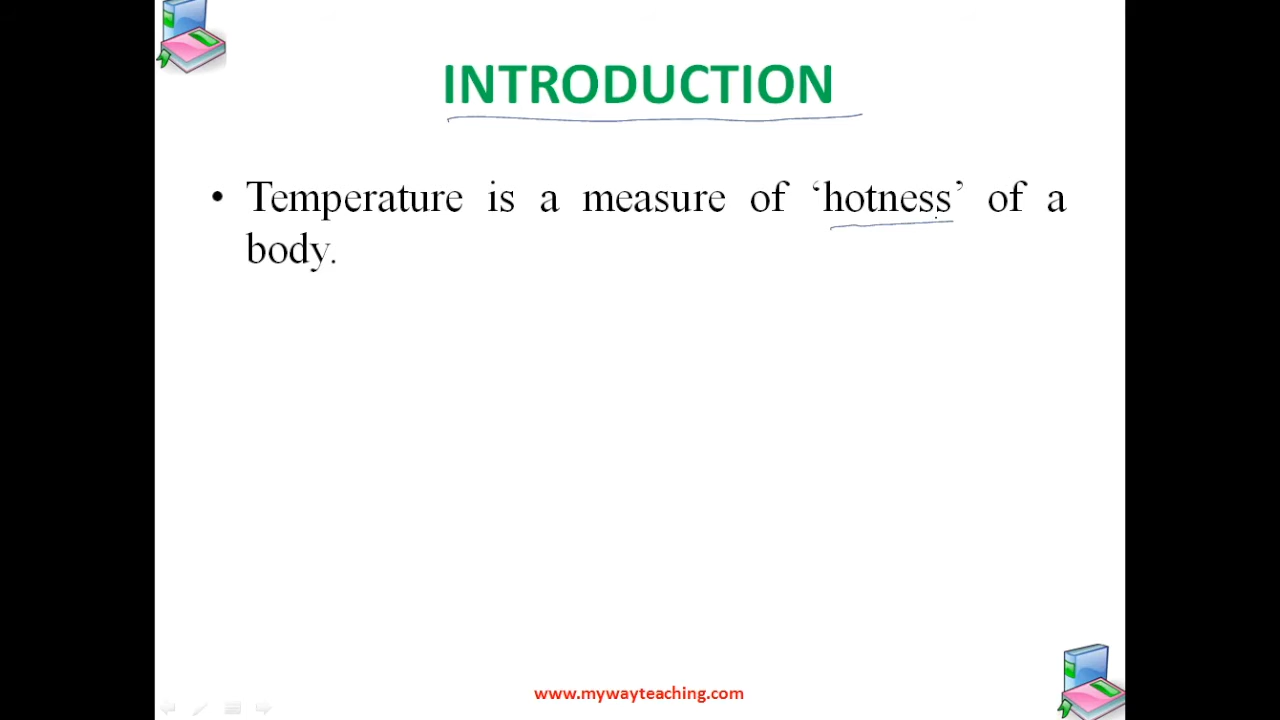 INTRODUCTION
• Temperature is a measure of ‘hotness’ of a
body.
www.mywayteaching.com